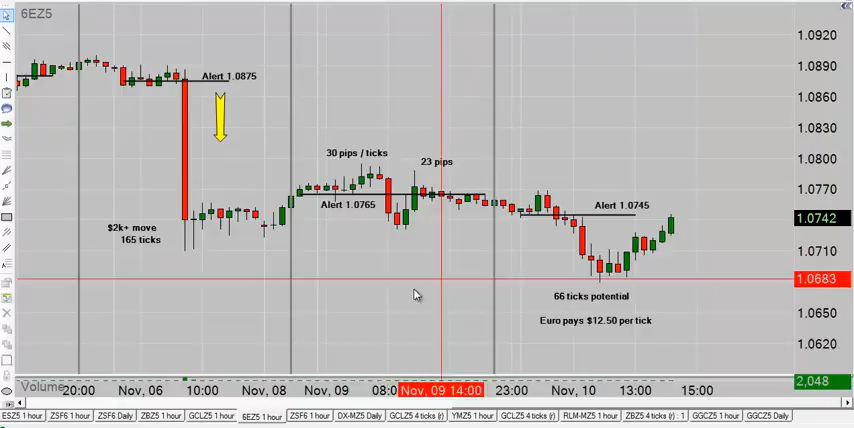 6EZ5
1.0920
1.0890
Alert 1.0875
1.0860
1.0830
30 pips / ticks
23 pips
1.0800
1.0770
Alert 1.0765
Alert 1.0745
1.0742
$2k+ move
165 ticks
1.0710
1.0683
66 ticks potential
1.0650
Euro pays $12.50 per tick
1.0620
Volume
2,048
20:00 Nov, 08 10:00 Nov, 08 Nov, 09 08:0 Nov, 09 14:00 23:00 Nov, 10 13:00 15:00
ESZ5 1 hour ZSF6 1 hour ZSF6 Daily ZBZ5 1 hour GCLZ5 1 hour 6EZ5 1 hour ZSF6 1 hour DX-MZ5 Daily GCLZ5 4 ticks (r) YMZ5 1 hour GCLZ5 4 ticks (r) RLM-MZ5 1 hour ZBZ5 4 ticks (r) : 1 GGCZ5 1 hour GGCZ5 Daily